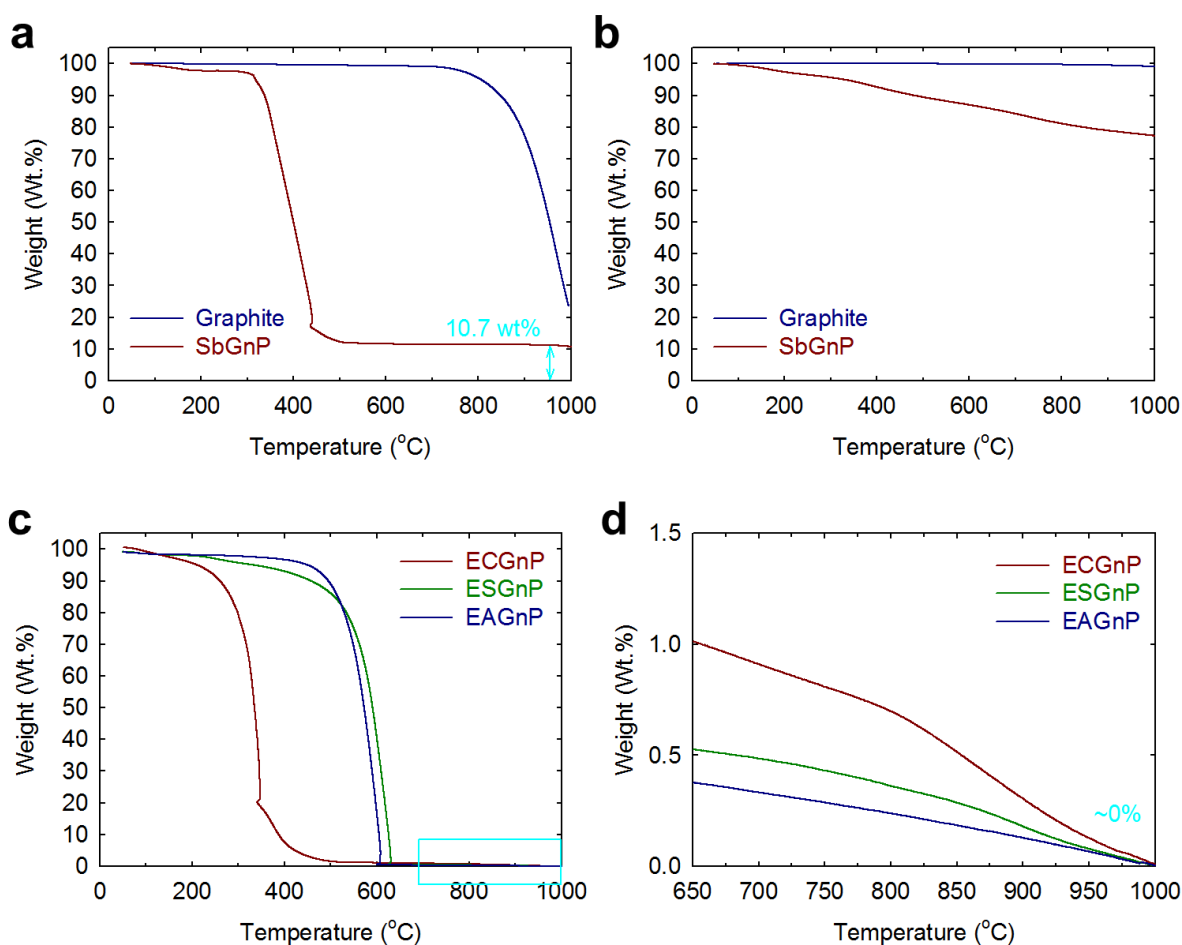 a
100
90
80
70
60
50
40
30
20
10
0
Weight (Wt.%)
Graphite
SbGnP
10.7 wt%
0 200 400 600 800 1000
Temperature (°C)
b
100
90
80
70
60
50
40
30
20
10
0
Weight (Wt.%)
Graphite
SbGnP
0 200 400 600 800 1000
Temperature (°C)
c
100
90
80
70
60
50
40
30
20
10
0
Weight (Wt.%)
ECGnP
ESGnP
EAGnP
0 200 400 600 800 1000
Temperature (°C)
d
1.5
1.0
0.5
0.0
Weight (Wt.%)
ECGnP
ESGnP
EAGnP
~0%
650 700 750 800 850 900 950 1000
Temperature (°C)